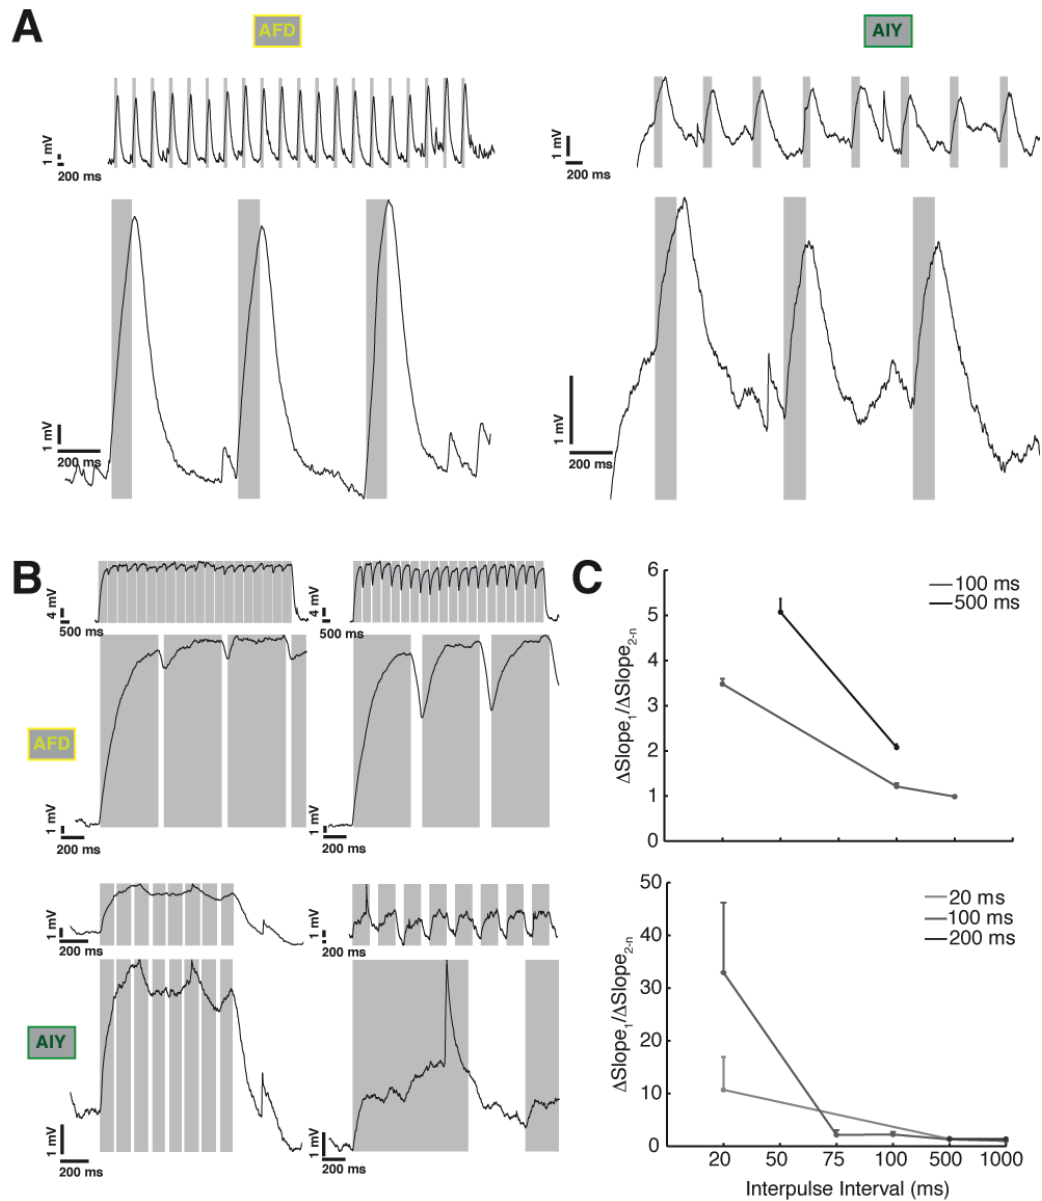 A
AFD
AIY
1 mV
200 ms
1 mV
200 ms
1 mV
200 ms
1 mV
200 ms
B
4 mV
500 ms
4 mV
500 ms
AFD
1 mV
200 ms
1 mV
200 ms
1 mV
200 ms
1 mV
200 ms
AIY
1 mV
200 ms
1 mV
200 ms
C
6
5
4
3
2
1
0
ΔSlope1/ΔSlope2-n
100 ms
500 ms
50
40
30
20
10
0
ΔSlope1/ΔSlope2-n
20 ms
100 ms
200 ms
20 50 75 100 500 1000
Interpulse Interval (ms)